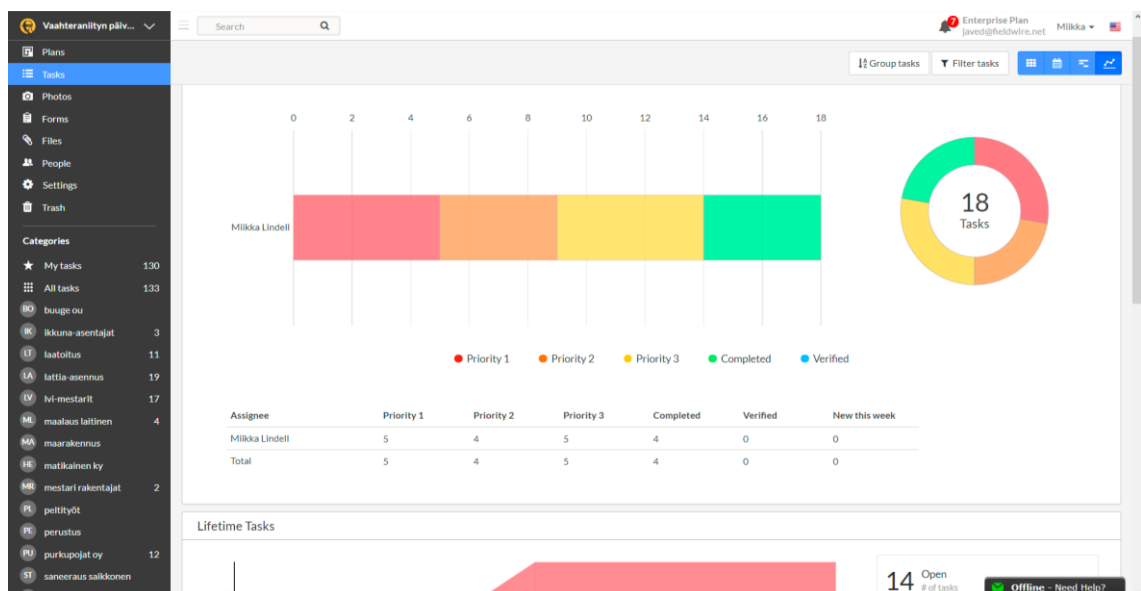 Vaahteraniityn päiv...
Search
7
Enterprise Plan
javed@fieldwire.net
Miikka
Plans
Tasks
Photos
Forms
Files
People
Settings
Trash
Categories
My tasks 130
All tasks 133
BO buuge ou
IK ikkuna-asentajat 3
LT laatoitus 11
LA lattia-asennus 19
LV lvi-mestarit 17
ML maalaus laitinen 4
MA maarakennus
HE matikainen ky
MR mestari rakentajat 2
PL peltityöt
PE perustus
PU purkupojat oy 12
ST saneeraus saikkonen
Group tasks
Filter tasks
0 2 4 6 8 10 12 14 16 18
Miikka Lindell
18
Tasks
Priority 1 Priority 2 Priority 3 Completed Verified
Assignee Priority 1 Priority 2 Priority 3 Completed Verified New this week
Miikka Lindell 5 4 5 4 0 0
Total 5 4 5 4 0 0
Lifetime Tasks
14 Open
# of tasks
Offline - Need Help?